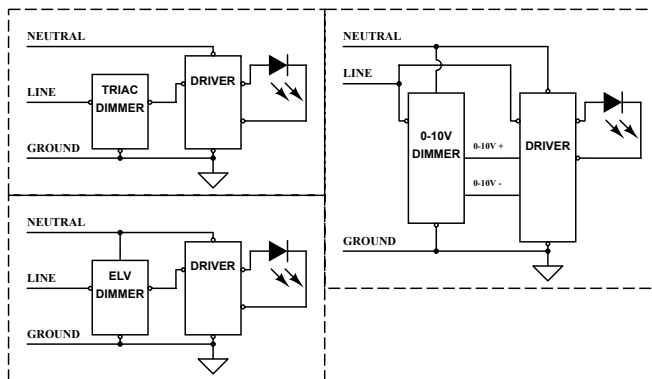 NEUTRAL
LINE
TRIAC
DIMMER
DRIVER
GROUND
NEUTRAL
LINE
ELV
DIMMER
DRIVER
GROUND
NEUTRAL
LINE
0-10V
DIMMER
0-10V +
0-10V -
DRIVER
GROUND